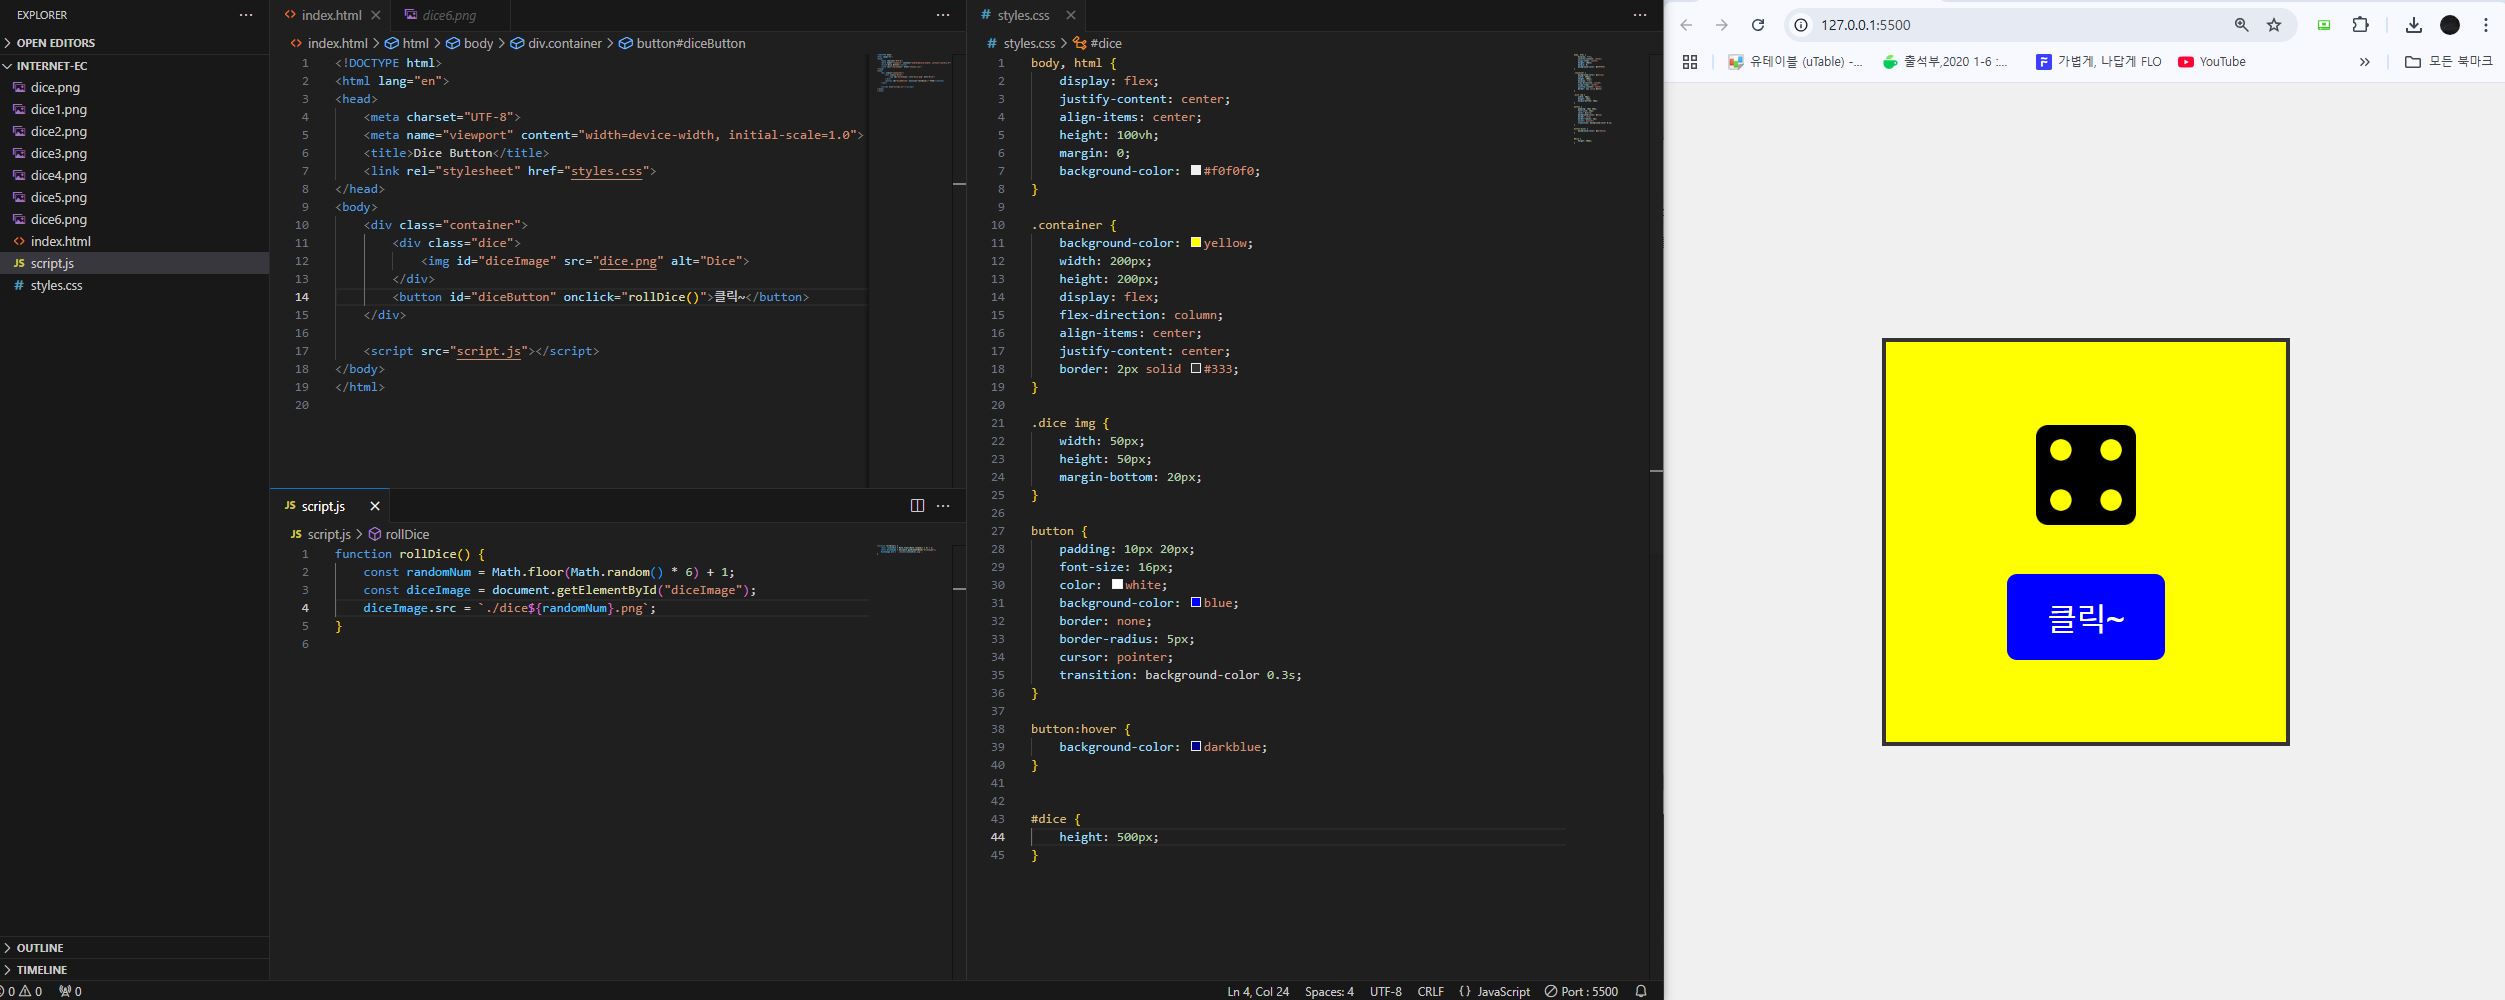 EXPLORER
OPEN EDITORS
INTERNET-EC
dice.png
dice1.png
dice2.png
dice3.png
dice4.png
dice5.png
dice6.png
index.html
JS script.js
# styles.css
OUTLINE
TIMELINE
index.html
dice6.png
index.html > html > body > div.container > button#diceButton
1 <!DOCTYPE html>
2 <html lang="en">
3 <head>
4 <meta charset="UTF-8">
5 <meta name="viewport" content="width=device-width, initial-scale=1.0">
6 <title>Dice Button</title>
7 <link rel="stylesheet" href="styles.css">
8 </head>
9 <body>
10 <div class="container">
11 <div class="dice">
12 <img id="diceImage" src="dice.png" alt="Dice">
13 </div>
14 <button id="diceButton" onclick="rollDice()">클릭~</button>
15 </div>
16
17 <script src="script.js"></script>
18 </body>
19 </html>
20
JS script.js
JS script.js > rollDice
1 function rollDice() {
2 const randomNum = Math.floor(Math.random() * 6) + 1;
3 const diceImage = document.getElementById("diceImage");
4 diceImage.src = `./dice${randomNum}.png`;
5 }
6
# styles.css
# styles.css > #dice
1 body, html {
2 display: flex;
3 justify-content: center;
4 align-items: center;
5 height: 100vh;
6 margin: 0;
7 background-color: #f0f0f0;
8 }
9
10 .container {
11 background-color: yellow;
12 width: 200px;
13 height: 200px;
14 display: flex;
15 flex-direction: column;
16 align-items: center;
17 justify-content: center;
18 border: 2px solid #333;
19 }
20
21 .dice img {
22 width: 50px;
23 height: 50px;
24 margin-bottom: 20px;
25 }
26
27 button {
28 padding: 10px 20px;
29 font-size: 16px;
30 color: white;
31 background-color: blue;
32 border: none;
33 border-radius: 5px;
34 cursor: pointer;
35 transition: background-color 0.3s;
36 }
37
38 button:hover {
39 background-color: darkblue;
40 }
41
42
43 #dice {
44 height: 500px;
45 }
0 0 0
Ln 4, Col 24 Spaces: 4 UTF-8 CRLF {} JavaScript Port : 5500
127.0.0.1:5500
유테이블 (uTable) -... 출석부,2020 1-6 :... 가볍게, 나답게 FLO YouTube » 모든 북마크
클릭~